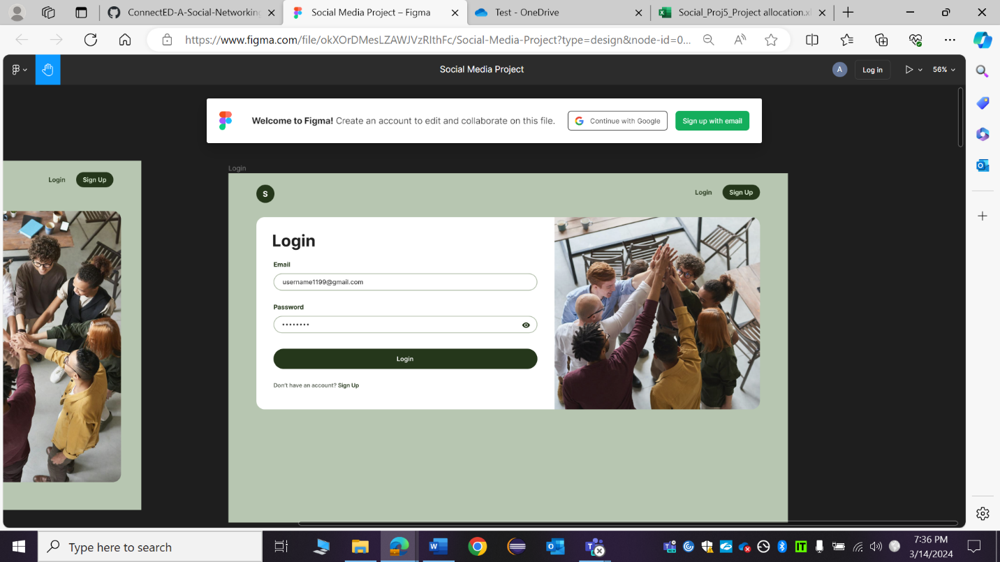 ConnectED-A-Social-Networking
Social Media Project – Figma
Test - OneDrive
Social_Proj5_Project allocation.xl
https://www.figma.com/file/okXOrDMesLZAWJVzRIthFc/Social-Media-Project?type=design&node-id=0...
Social Media Project
A
Log in
56%
Welcome to Figma! Create an account to edit and collaborate on this file.
Continue with Google
Sign up with email
Login
Sign Up
Login
S
Login
Sign Up
Login
Email
username1199@gmail.com
Password
Login
Don't have an account? Sign Up
Type here to search
7:36 PM
3/14/2024